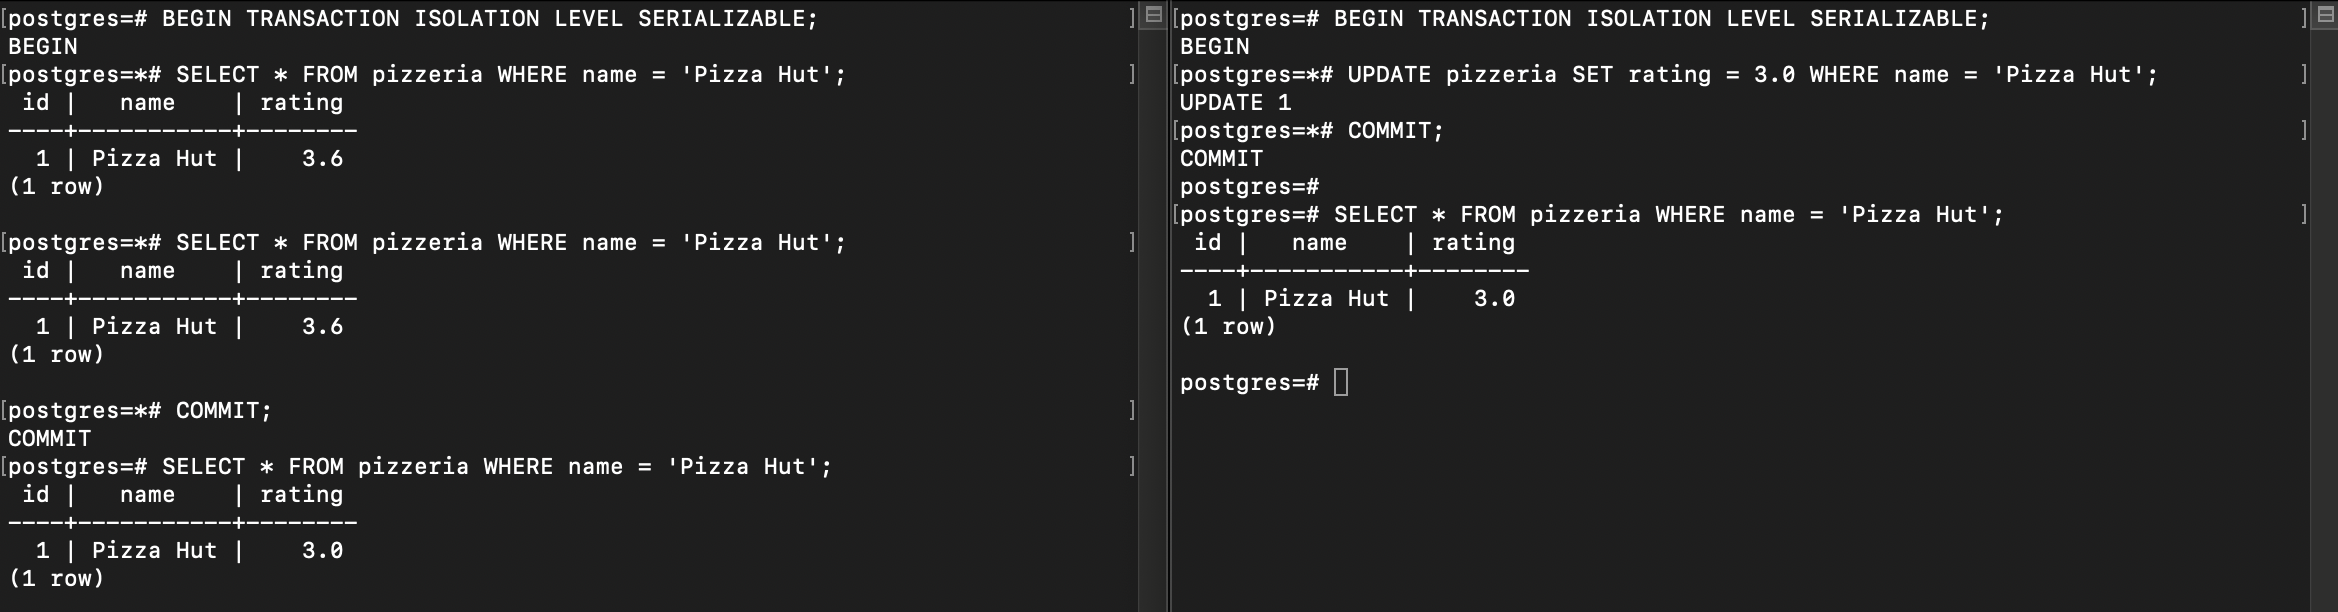 [postgres=# BEGIN TRANSACTION ISOLATION LEVEL SERIALIZABLE; ]
BEGIN
[postgres=*# SELECT * FROM pizzeria WHERE name = 'Pizza Hut'; ]
 id |   name    | rating
----+-----------+--------
  1 | Pizza Hut |    3.6
(1 row)

[postgres=*# SELECT * FROM pizzeria WHERE name = 'Pizza Hut'; ]
 id |   name    | rating
----+-----------+--------
  1 | Pizza Hut |    3.6
(1 row)

[postgres=*# COMMIT; ]
COMMIT
[postgres=# SELECT * FROM pizzeria WHERE name = 'Pizza Hut'; ]
 id |   name    | rating
----+-----------+--------
  1 | Pizza Hut |    3.0
(1 row)

[postgres=# BEGIN TRANSACTION ISOLATION LEVEL SERIALIZABLE; ]
BEGIN
[postgres=*# UPDATE pizzeria SET rating = 3.0 WHERE name = 'Pizza Hut'; ]
UPDATE 1
[postgres=*# COMMIT; ]
COMMIT
postgres=#
[postgres=# SELECT * FROM pizzeria WHERE name = 'Pizza Hut'; ]
 id |   name    | rating
----+-----------+--------
  1 | Pizza Hut |    3.0
(1 row)

postgres=#